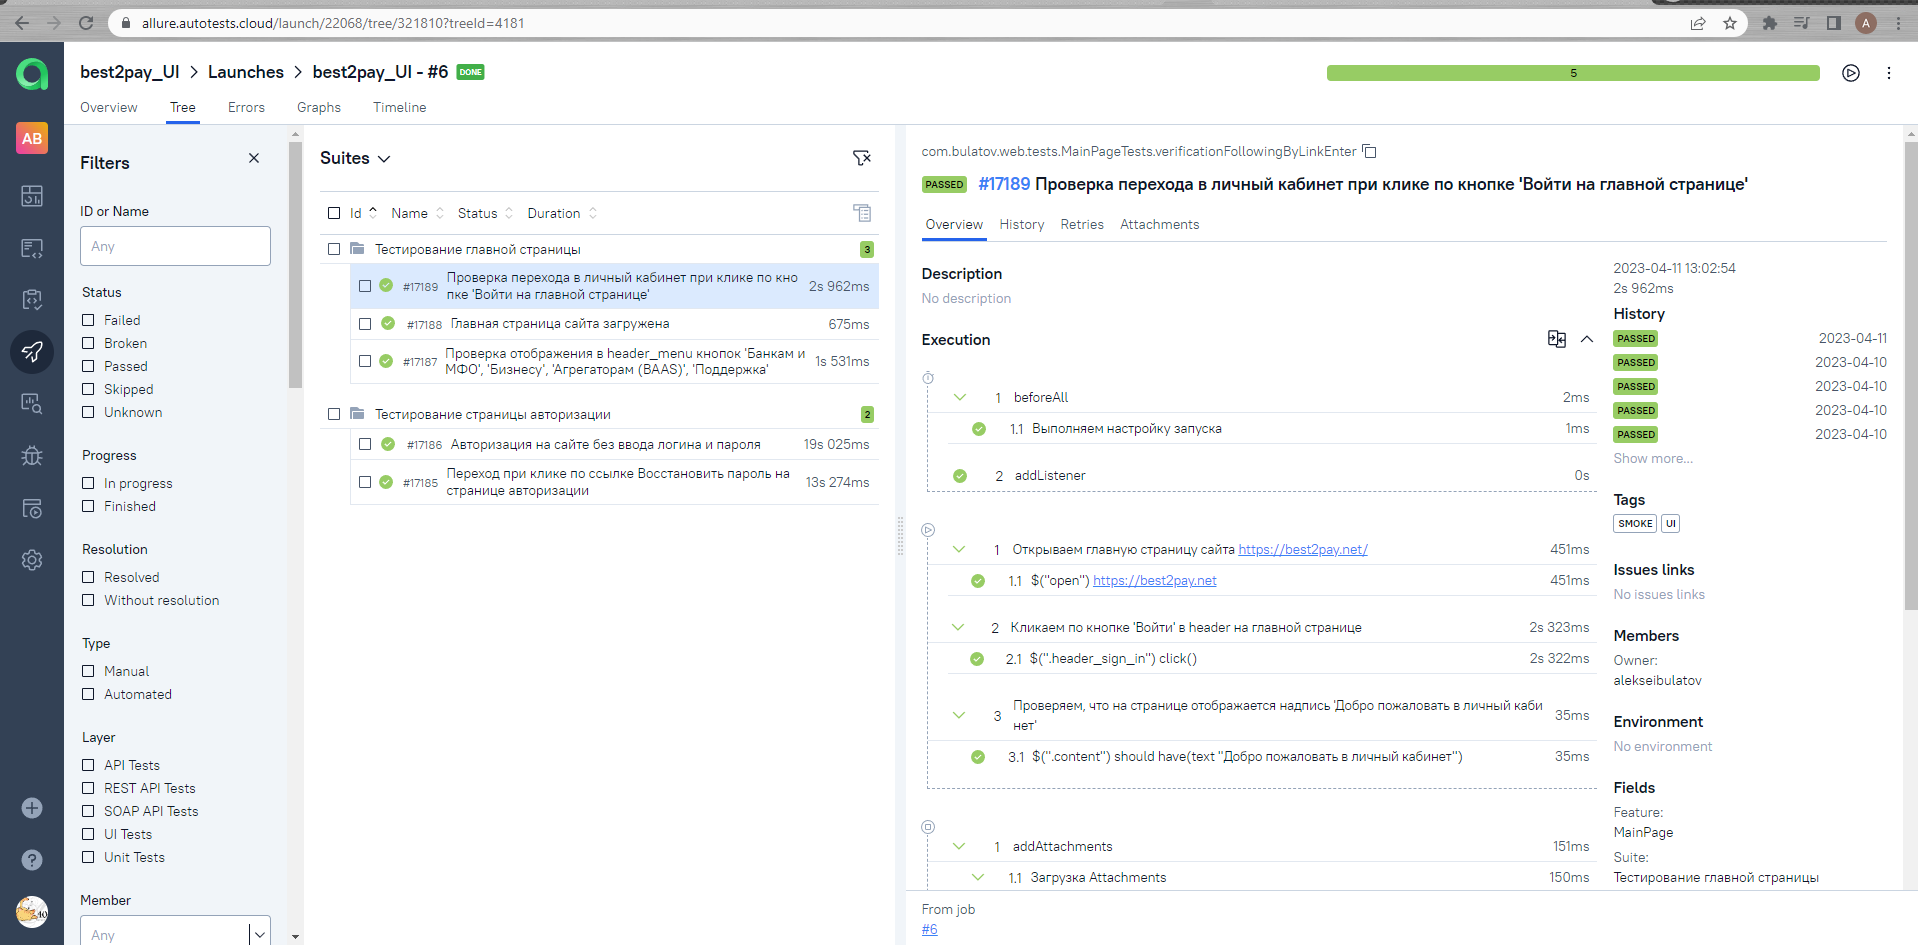 allure.autotests.cloud/launch/22068/tree/321810?treeId=4181
A
best2pay_UI > Launches > best2pay_UI - #6 DONE
5
Overview Tree Errors Graphs Timeline
AB
Filters
ID or Name
Any
Status
Failed
Broken
Passed
Skipped
Unknown
Progress
In progress
Finished
Resolution
Resolved
Without resolution
Type
Manual
Automated
Layer
API Tests
REST API Tests
SOAP API Tests
UI Tests
Unit Tests
Member
Any
Suites
Id Name Status Duration
Тестирование главной страницы 3
#17189 Проверка перехода в личный кабинет при клике по кно
пке 'Войти на главной странице' 2s 962ms
#17188 Главная страница сайта загружена 675ms
#17187 Проверка отображения в header_menu кнопок 'Банкам и
МФО', 'Бизнесу', 'Агрегаторам (BAAS)', 'Поддержка' 1s 531ms
Тестирование страницы авторизации 2
#17186 Авторизация на сайте без ввода логина и пароля 19s 025ms
#17185 Переход при клике по ссылке Восстановить пароль на
странице авторизации 13s 274ms
com.bulatov.web.tests.MainPageTests.verificationFollowingByLinkEnter
PASSED #17189 Проверка перехода в личный кабинет при клике по кнопке 'Войти на главной странице'
Overview History Retries Attachments
Description
No description
Execution
1 beforeAll 2ms
1.1 Выполняем настройку запуска 1ms
2 addListener 0s
1 Открываем главную страницу сайта https://best2pay.net/ 451ms
1.1 $("open") https://best2pay.net 451ms
2 Кликаем по кнопке 'Войти' в header на главной странице 2s 323ms
2.1 $(".header_sign_in") click() 2s 322ms
3 Проверяем, что на странице отображается надпись 'Добро пожаловать в личный каби
нет' 35ms
3.1 $(".content") should have(text "Добро пожаловать в личный кабинет") 35ms
1 addAttachments 151ms
1.1 Загрузка Attachments 150ms
2023-04-11 13:02:54
2s 962ms
History
PASSED 2023-04-11
PASSED 2023-04-10
PASSED 2023-04-10
PASSED 2023-04-10
PASSED 2023-04-10
Show more...
Tags
SMOKE UI
Issues links
No issues links
Members
Owner:
alekseibulatov
Environment
No environment
Fields
Feature:
MainPage
Suite:
Тестирование главной страницы
From job
#6